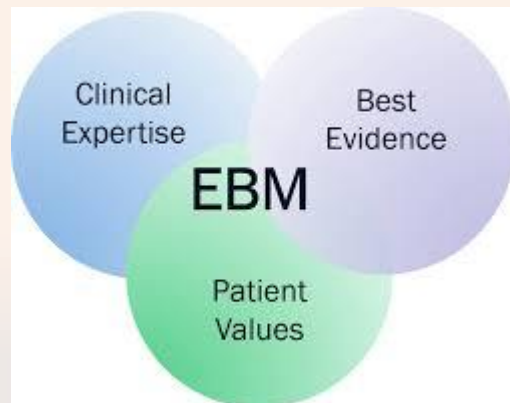 Clinical
Expertise
Best
Evidence
EBM
Patient
Values